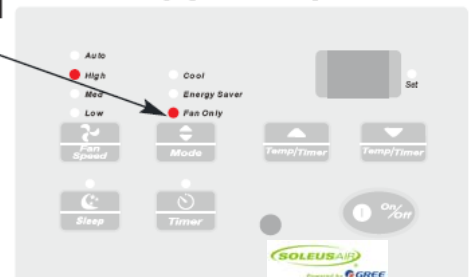 Auto
High
Med
Low
Cool
Energy Saver
Fan Only
Set
Fan
Speed
Mode
Temp/Timer
Temp/Timer
Sleep
Timer
On/Off
SOLEUSAIR
Powered by GREE